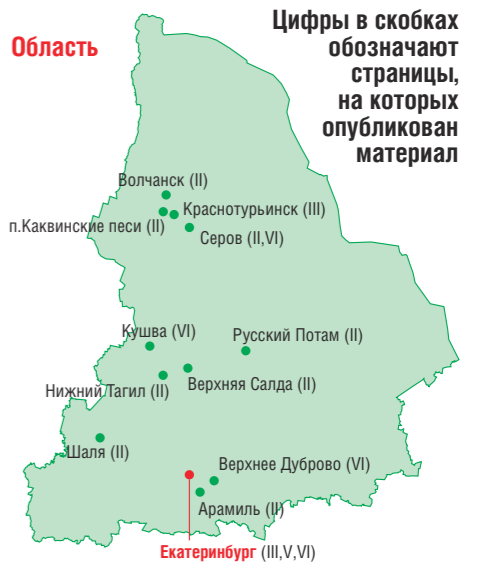 Цифры в скобках
обозначают
страницы,
на которых
опубликован
материал
Область
Волчанск (II)
Краснотурьинск (III)
п.Каквинские песи (II)
Серов (II,VI)
Кушва (VI)
Русский Потам (II)
Нижний Тагил (II)
Верхняя Салда (II)
Шаля (II)
Верхнее Дуброво (VI)
Арамиль (II)
Екатеринбург (III,V,VI)